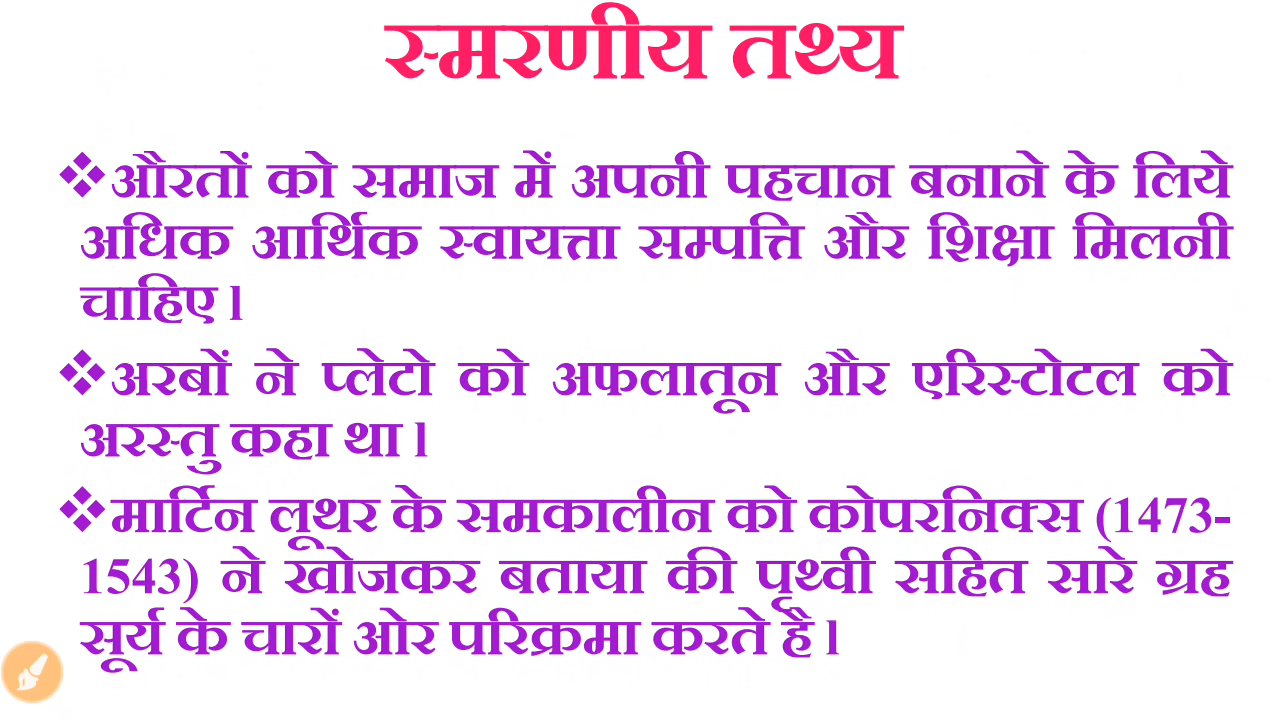 स्मरणीय तथ्य
❖औरतों को समाज में अपनी पहचान बनाने के लिये
अधिक आर्थिक स्वायत्ता सम्पत्ति और शिक्षा मिलनी
चाहिए।
❖अरबों ने प्लेटो को अफलातून और एरिस्टोटल को
अरस्तु कहा था।
❖मार्टिन लूथर के समकालीन को कोपरनिक्स (1473-
1543) ने खोजकर बताया की पृथ्वी सहित सारे ग्रह
सूर्य के चारों ओर परिक्रमा करते है।